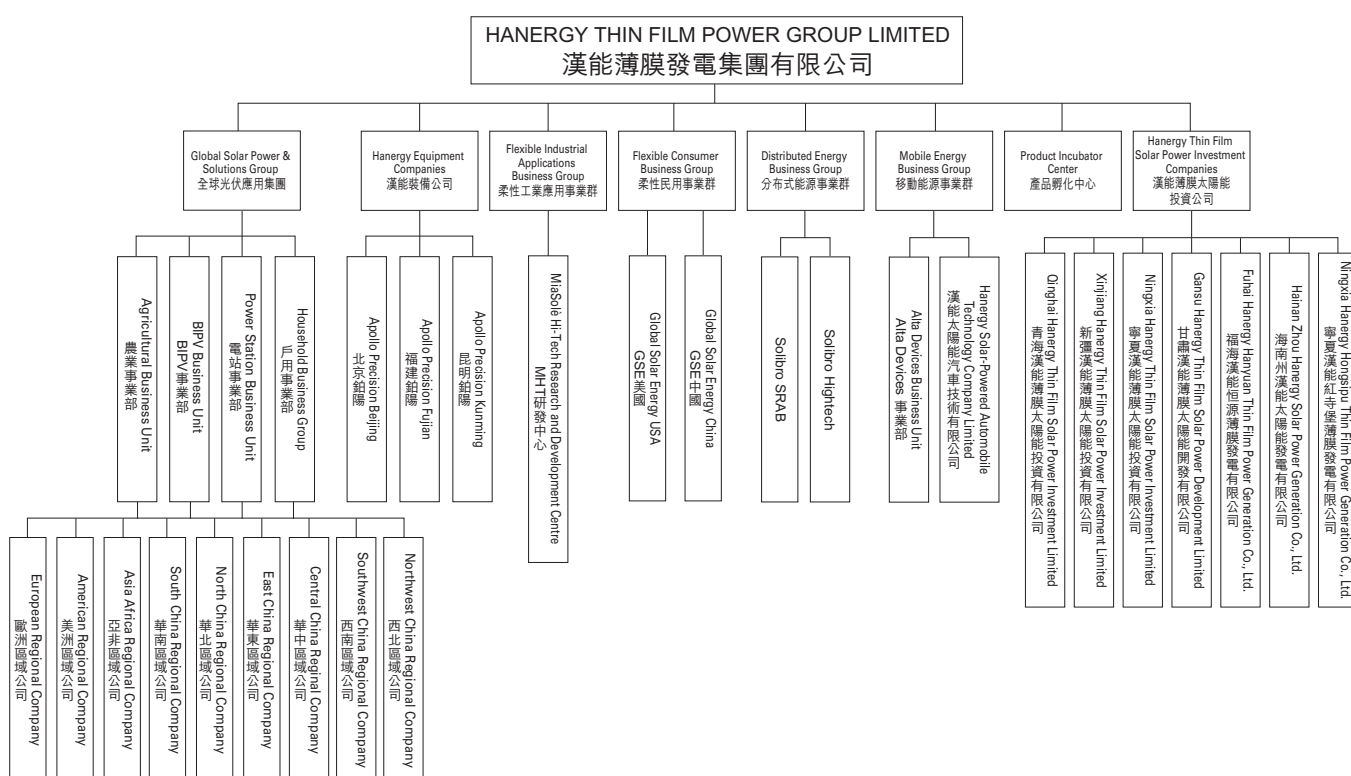 HANERGY THIN FILM POWER GROUP LIMITED
漢能薄膜發電集團有限公司
Global Solar Power &
Solutions Group
全球光伏應用集團
Hanergy Equipment
Companies
漢能裝備公司
Flexible Industrial
Applications
Business Group
柔性工業應用事業群
Flexible Consumer
Business Group
柔性民用事業群
Distributed Energy
Business Group
分布式能源事業群
Mobile Energy
Business Group
移動能源事業群
Product Incubator
Center
產品孵化中心
Hanergy Thin Film
Solar Power Investment
Companies
漢能薄膜太陽能
投資公司
Agricultural Business Unit
農業事業部
BIPV Business Unit
BIPV事業部
Power Station Business Unit
電站事業部
Household Business Group
戶用事業部
Apollo Precision Beijing
北京鉑陽
Apollo Precision Fujian
福建鉑陽
Apollo Precision Kunming
昆明鉑陽
MiaSolè Hi-Tech Research and Development Centre
MHT研發中心
Global Solar Energy USA
GSE美國
Global Solar Energy China
GSE中國
Solibro SRAB
Solibro Hightech
Alta Devices Business Unit
Alta Devices 事業部
Hanergy Solar-Powered Automobile
Technology Company Limited
漢能太陽能汽車技術有限公司
Qinghai Hanergy Thin Film Solar Power Investment Limited
青海漢能薄膜太陽能投資有限公司
Xinjiang Hanergy Thin Film Solar Power Investment Limited
新疆漢能薄膜太陽能投資有限公司
Ningxia Hanergy Thin Film Solar Power Investment Limited
寧夏漢能薄膜太陽能投資有限公司
Gansu Hanergy Thin Film Solar Power Development Limited
甘肅漢能薄膜太陽能開發有限公司
Fuhai Hanergy Hanyuan Thin Film Power Generation Co., Ltd.
福海漢能恒源薄膜發電有限公司
Hainan Zhou Hanergy Solar Power Generation Co., Ltd.
海南州漢能太陽能發電有限公司
Ningxia Hanergy Hongsipu Thin Film Power Generation Co., Ltd.
寧夏漢能紅寺堡薄膜發電有限公司
European Regional Company
歐洲區域公司
American Regional Company
美洲區域公司
Asia Africa Regional Company
亞非區域公司
South China Regional Company
華南區域公司
North China Regional Company
華北區域公司
East China Regional Company
華東區域公司
Central China Reginal Company
華中區域公司
Southwest China Regional Company
西南區域公司
Northwest China Regional Company
西北區域公司